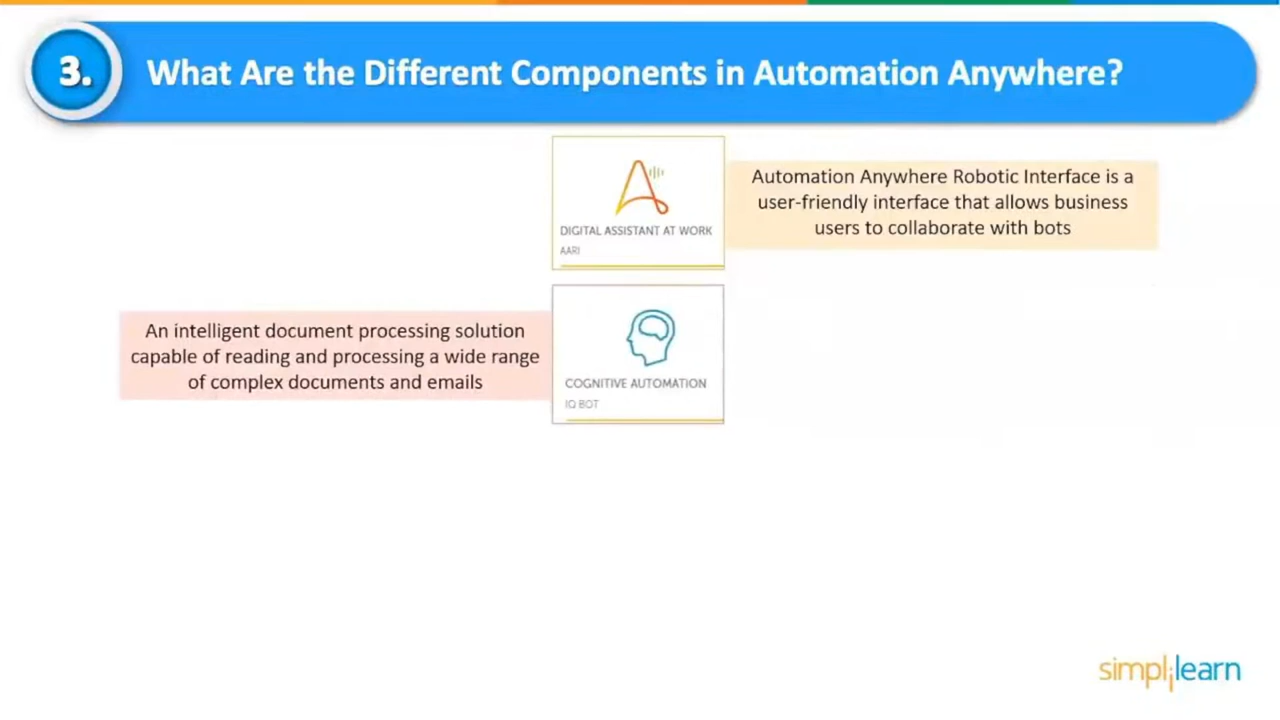 3.
What Are the Different Components in Automation Anywhere?
DIGITAL ASSISTANT AT WORK
AARI
Automation Anywhere Robotic Interface is a
user-friendly interface that allows business
users to collaborate with bots
An intelligent document processing solution
capable of reading and processing a wide range
of complex documents and emails
COGNITIVE AUTOMATION
IQ BOT
simplilearn